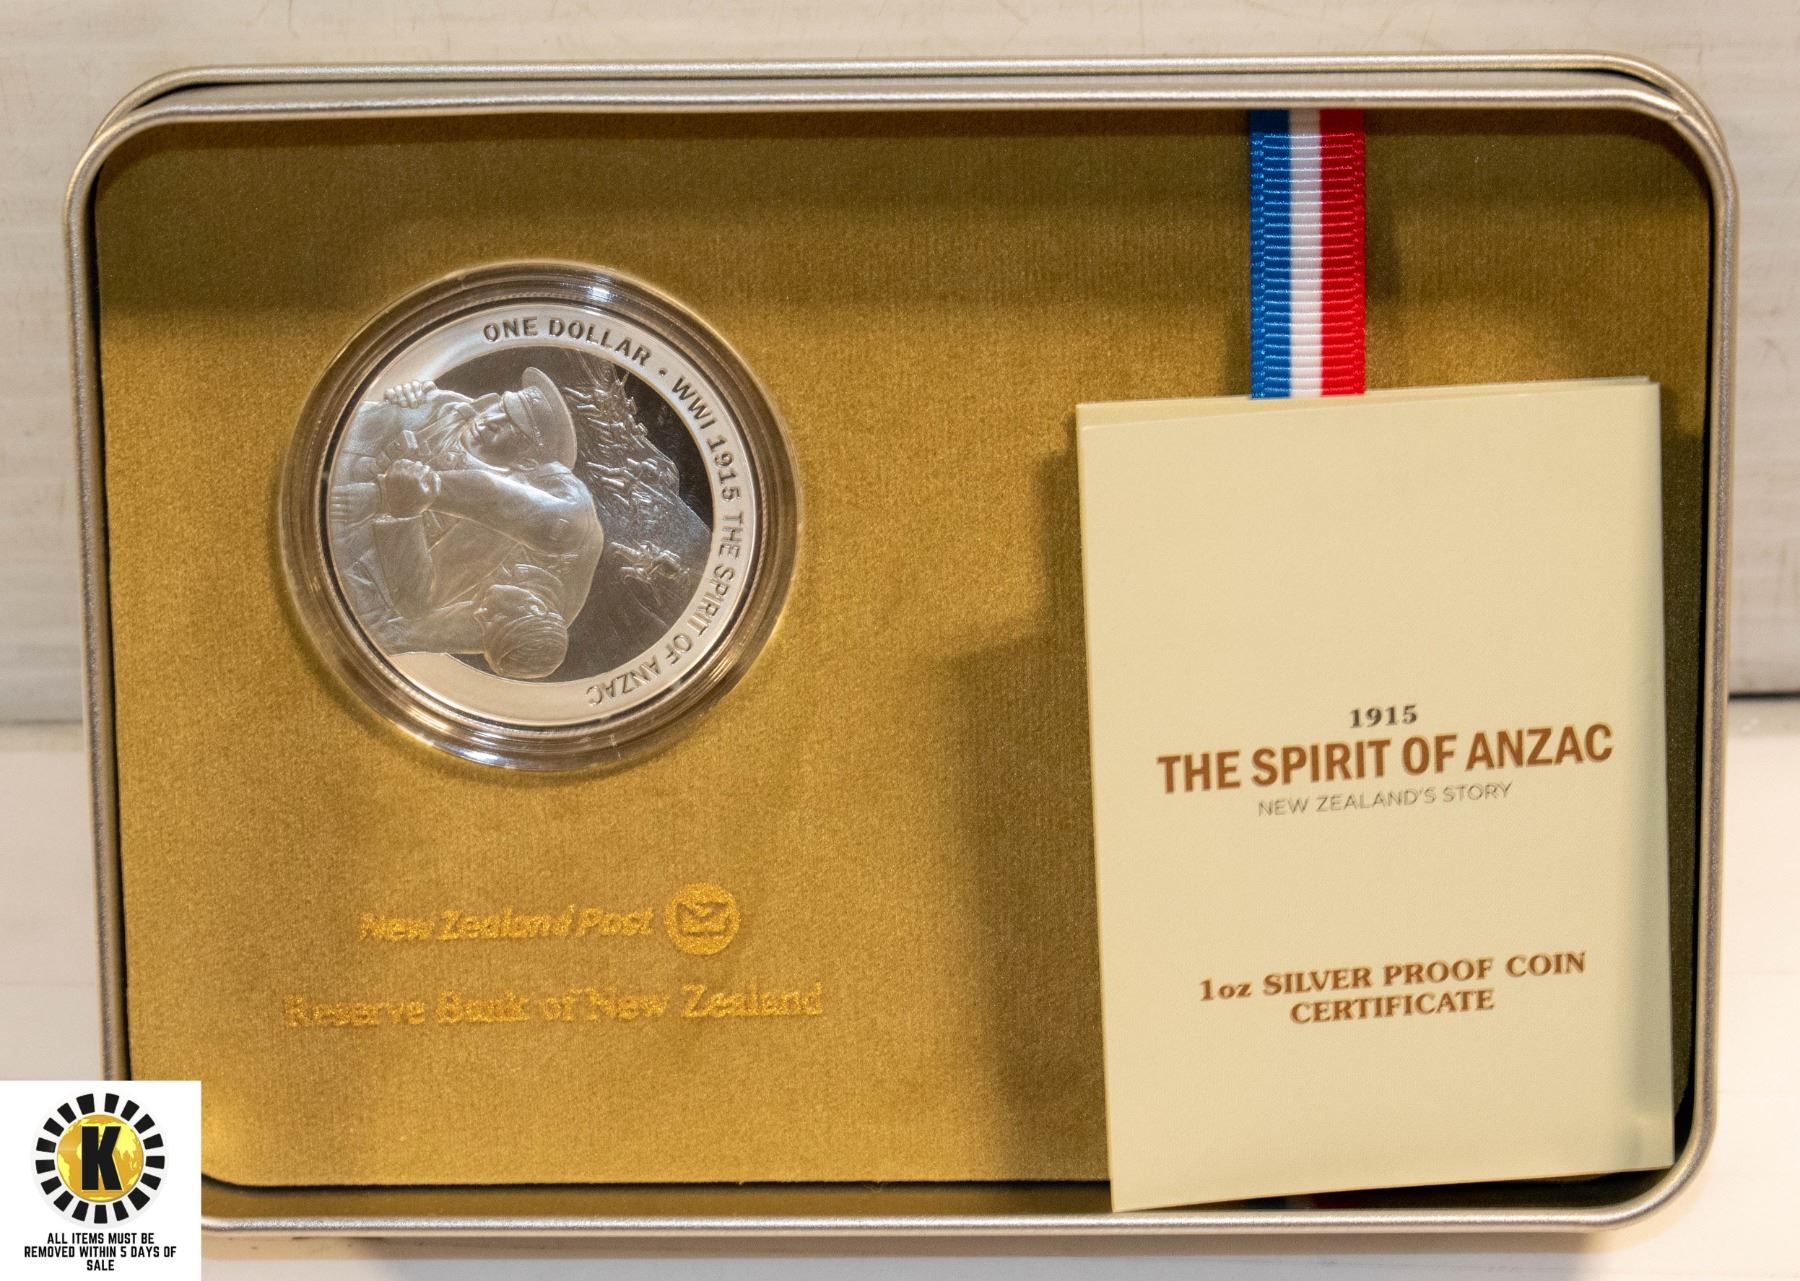 ONE DOLLAR · WWI 1915 THE SPIRIT OF ANZAC
New Zealand Post
Reserve Bank of New Zealand
1915
THE SPIRIT OF ANZAC
NEW ZEALAND'S STORY
1oz SILVER PROOF COIN
CERTIFICATE
K
ALL ITEMS MUST BE
REMOVED WITHIN 5 DAYS OF
SALE